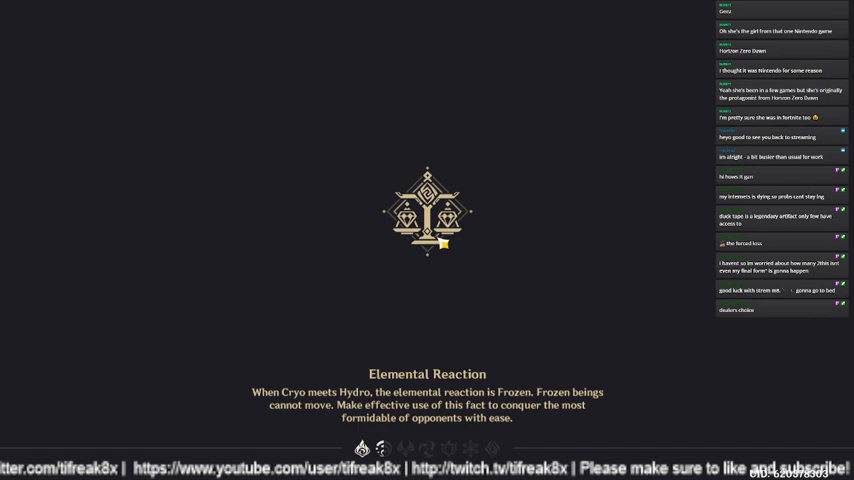 Geez
Oh she's the girl from that one Nintendo game
Horizon Zero Dawn
I thought it was Nintendo for some reason
Yeah she's been in a few games but she's originally
the protagonist from Horizon Zero Dawn
I'm pretty sure she was in fortnite too
heyo good to see you back to streaming
im alright - a bit busier than usual for work
hi hows it gan
my internets is dying so probs cant stay lng
duck tape is a legendary artifact only few have
access to
the forced loss
i havent so im worried about how many 2this isnt
even my final form" is gonna happen
good luck with strem m8. gonna go to bed
dealers choice
Elemental Reaction
When Cryo meets Hydro, the elemental reaction is Frozen. Frozen beings
cannot move. Make effective use of this fact to conquer the most
formidable of opponents with ease.
itter.com/tifreak8x | https://www.youtube.com/user/tifreak8x | http://twitch.tv/tifreak8x | Please make sure to like and subscribe!
UID: 620378303